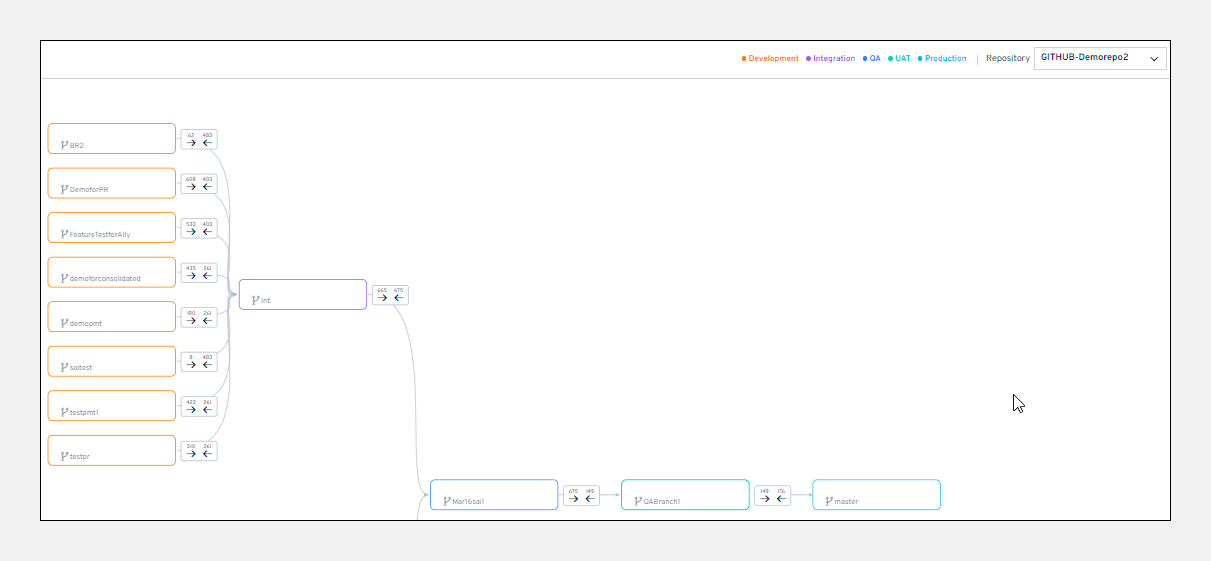 Development Integration QA UAT Production Repository GITHUB-Demorepo2
62 483
BR2
608 403
DemoforPR
533 403
FeatureTestforAlly
435 261
demoforconsolidated
190 261
demopmt
8 483
saitest
423 261
testpmt1
310 261
testpr
665 675
Int
675 149
Mar16sai1
149 176
QABranch1
master